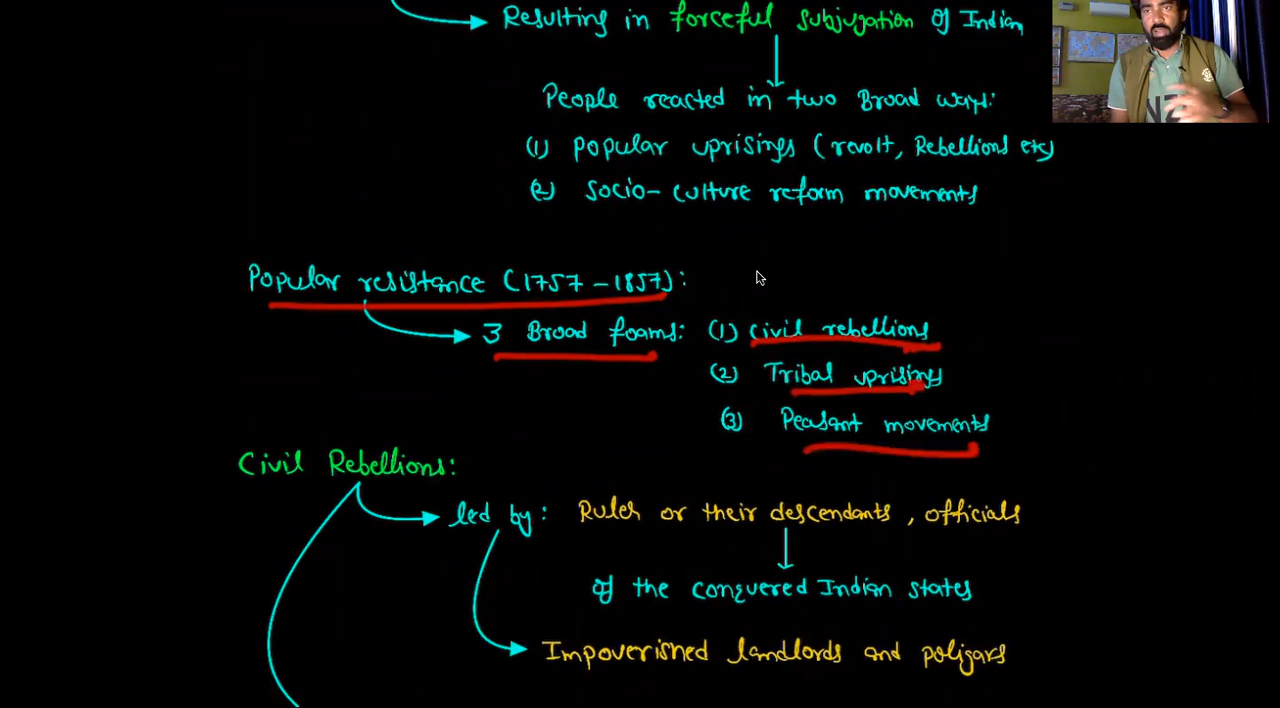 Resulting in forceful subjugation of Indian
People reacted in two Broad ways:
(1) Popular uprisings (revolt, Rebellions etc)
(2) Socio-culture reform movements
Popular resistance (1757-1857):
3 Broad foams: (1) Civil rebellions
(2) Tribal uprisings
(3) Peasant movements
Civil Rebellions:
led by: Ruler or their descendants, officials
of the conquered Indian states
Impoverished landlords and poligars